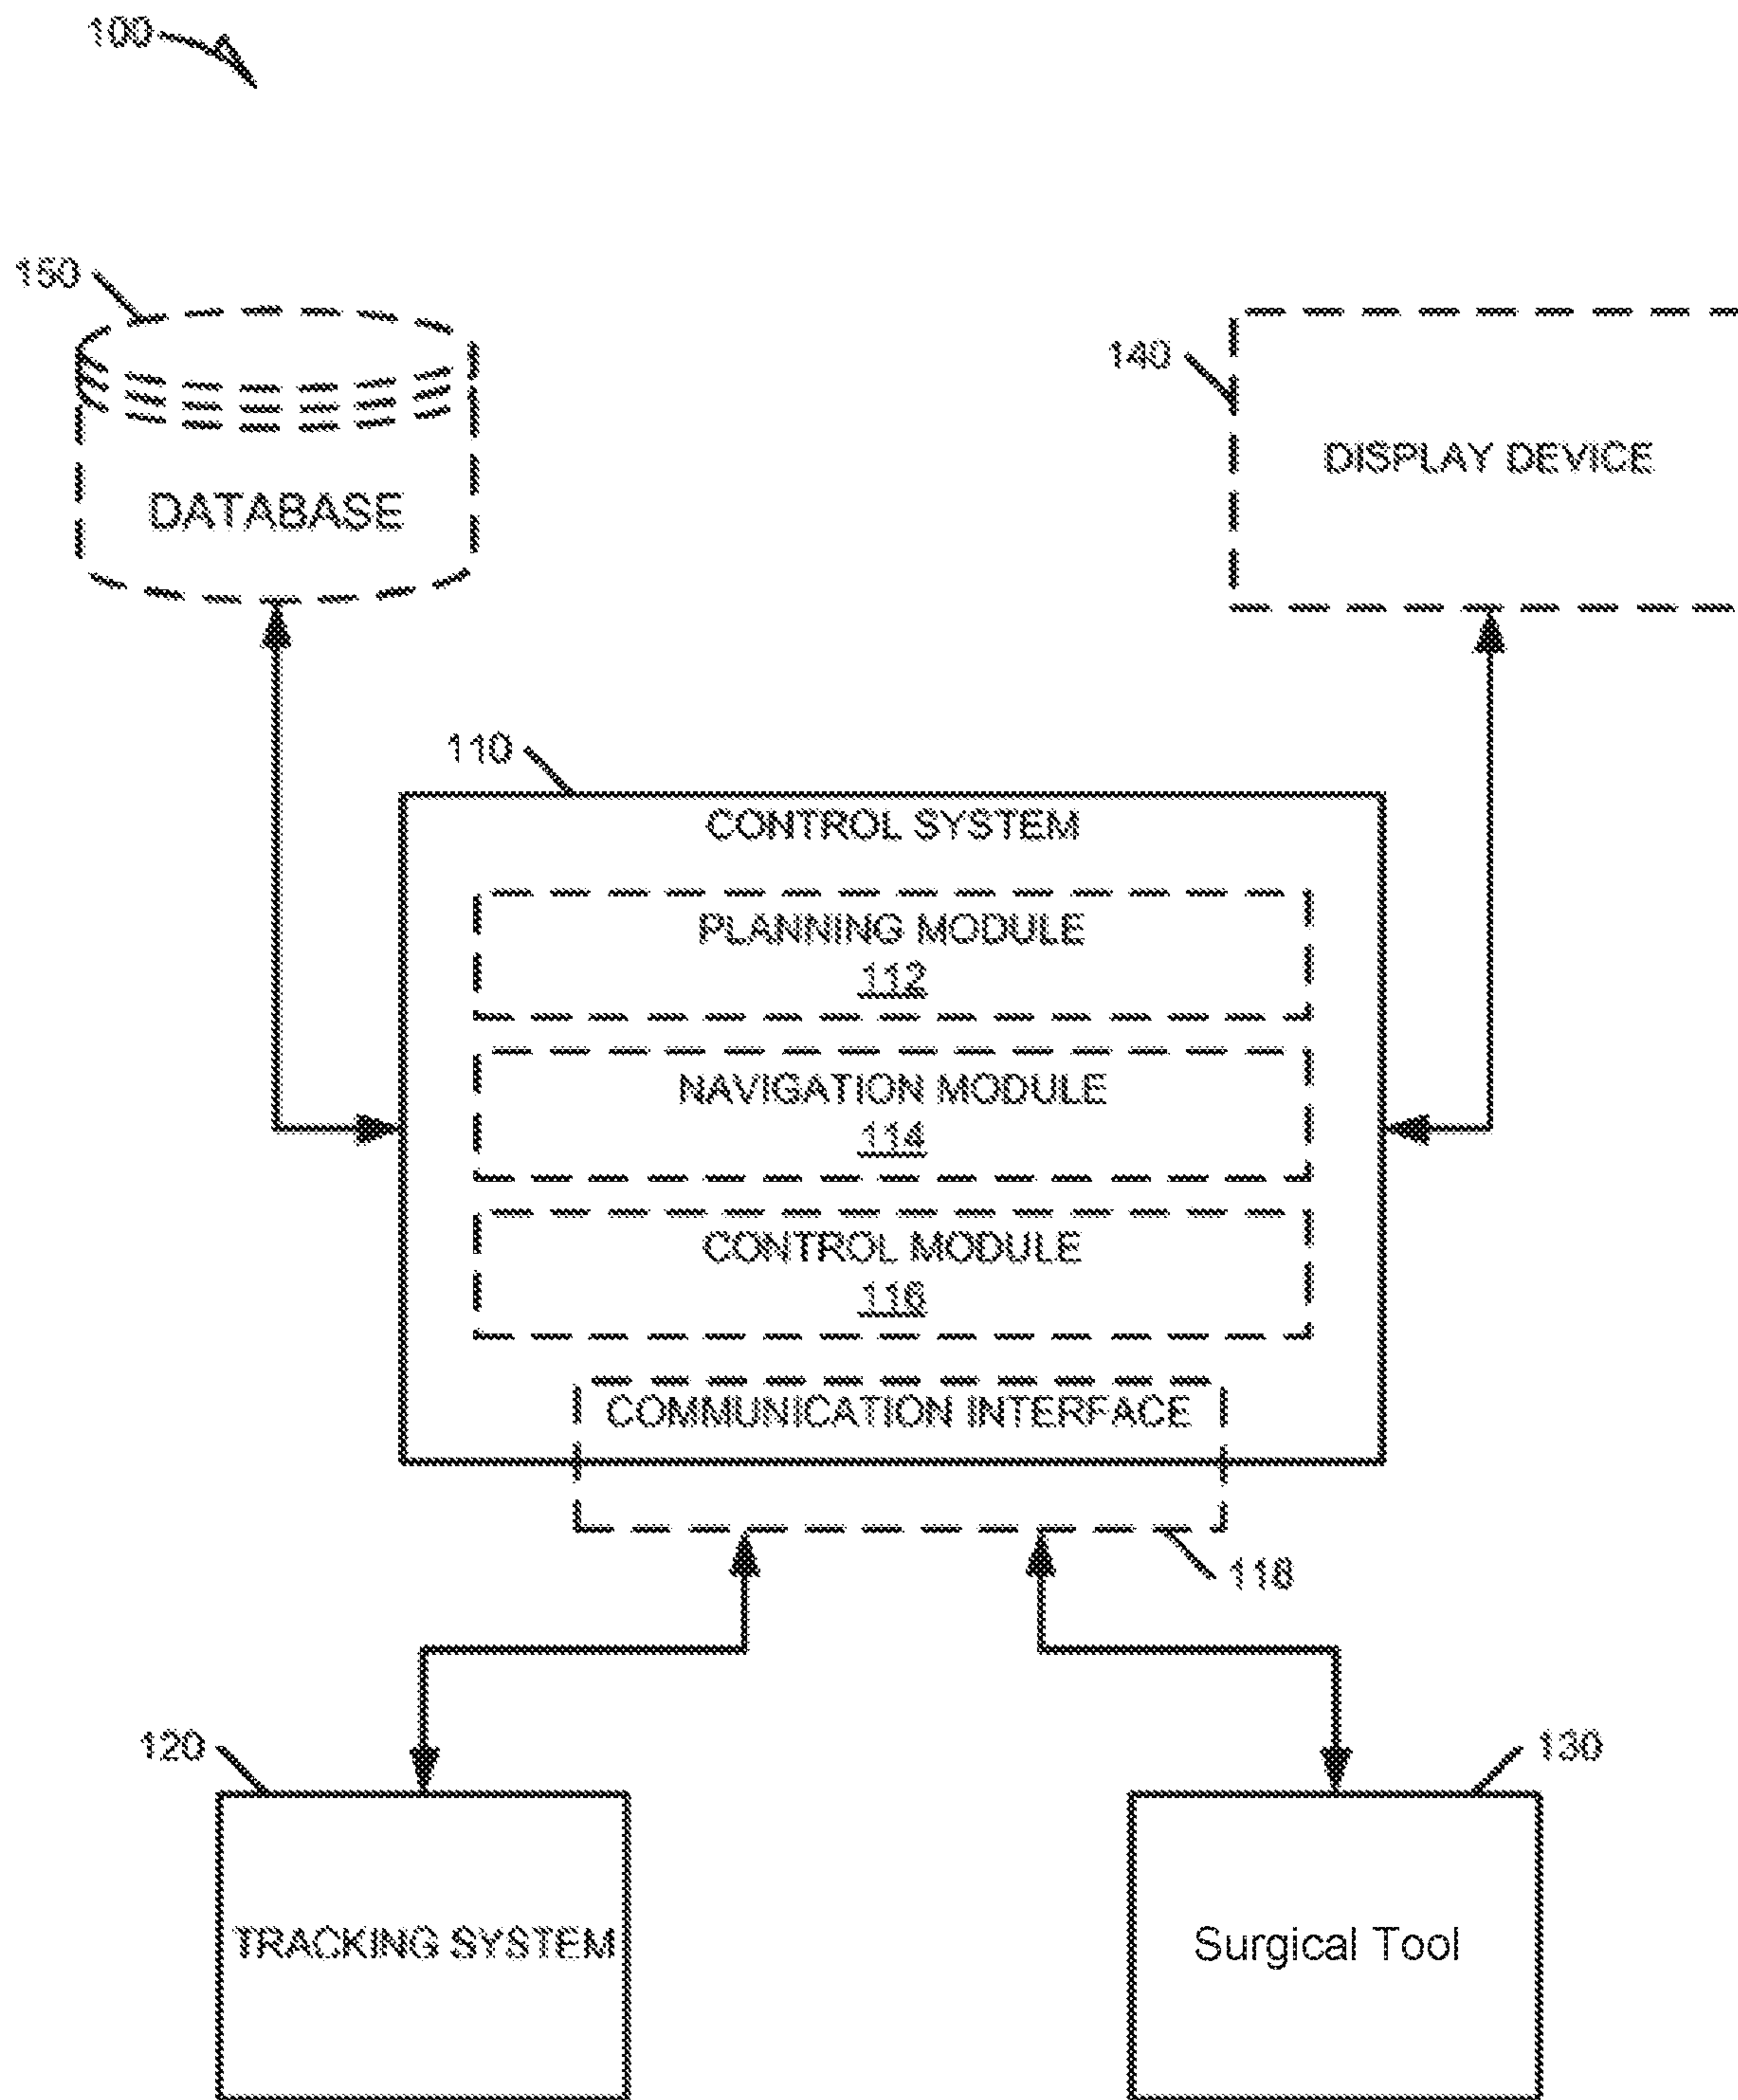 100
150
140
DATABASE
DISPLAY DEVICE
110
CONTROL SYSTEM
PLANNING MODULE
112
NAVIGATION MODULE
114
CONTROL MODULE
116
COMMUNICATION INTERFACE
118
120
130
TRACKING SYSTEM
Surgical Tool